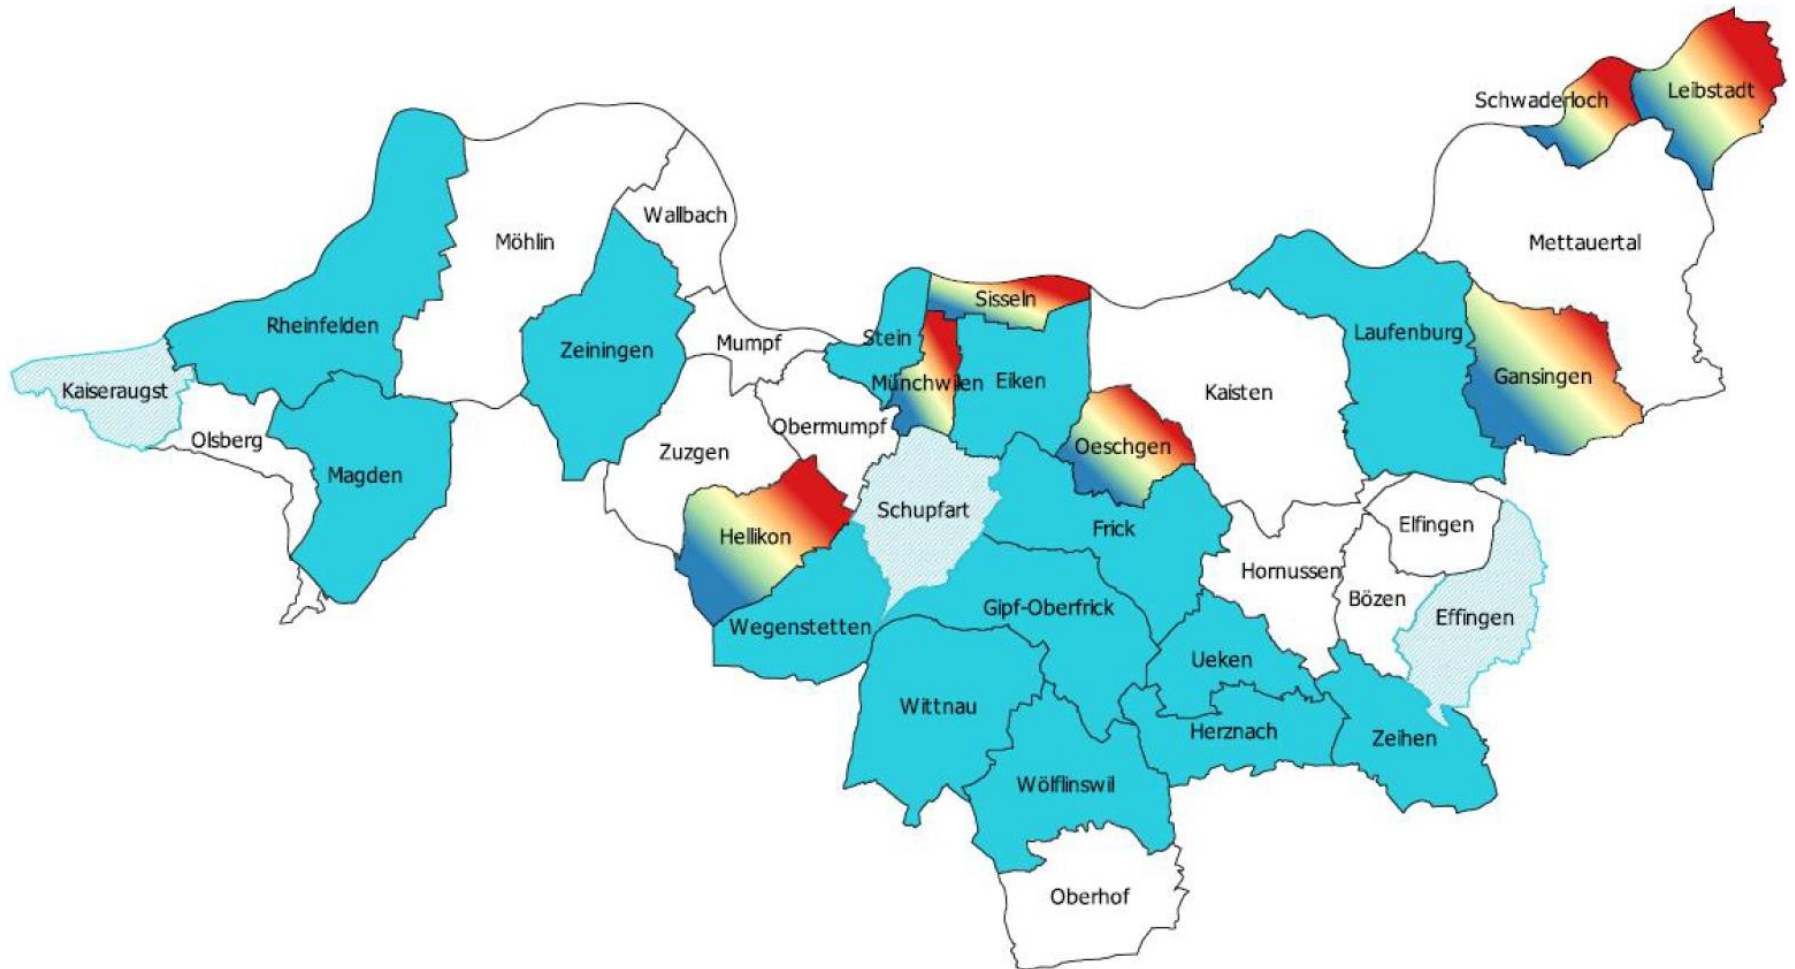 Leibstadt
Schwaderloch
Wallbach
Möhlin
Mettauertal
Sisseln
Rheinfelden
Laufenburg
Stein
Mumpf
Zeiningen
Gansingen
Eiken
Münchwilen
Kaiseraugst
Kaisten
Obermumpf
Olsberg
Oeschgen
Zuzgen
Magden
Schupfart
Elfingen
Frick
Hellikon
Hornussen
Bözen
Gipf-Oberfrick
Effingen
Wegenstetten
Ueken
Wittnau
Herznach
Zeihen
Wölflinswil
Oberhof